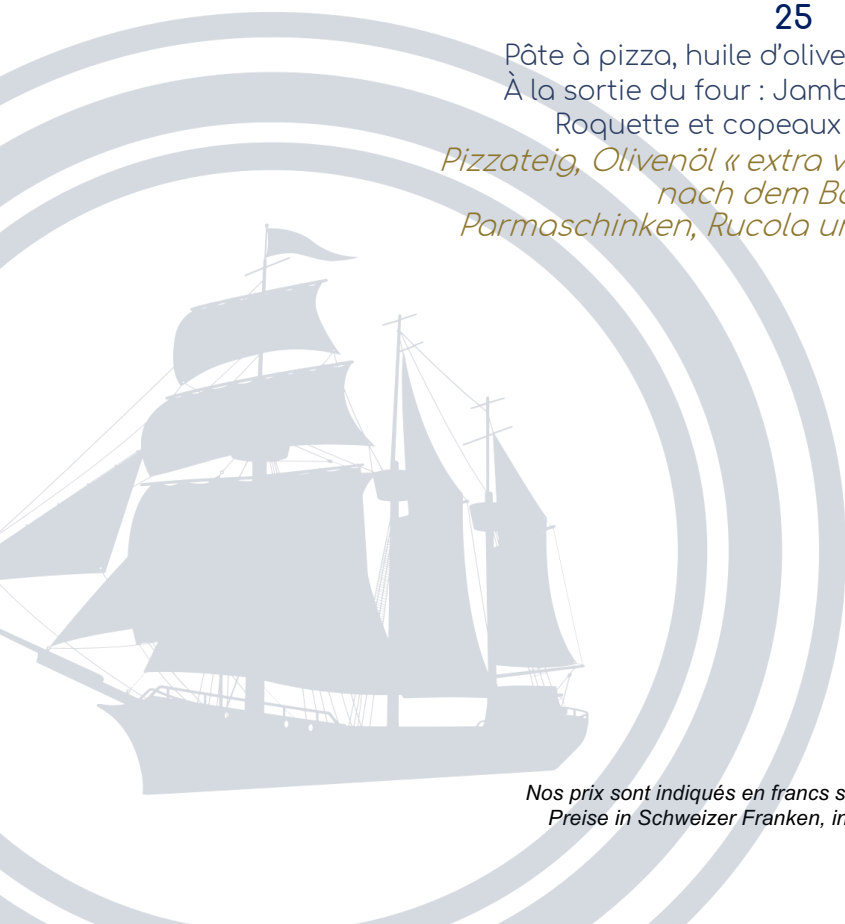 25
Pâte à pizza, huile d'olive
À la sortie du four : Jamb
Roquette et copeaux
Pizzateig, Olivenöl « extra v
nach dem Ba
Parmaschinken, Rucola un
Nos prix sont indiqués en francs s
Preise in Schweizer Franken, in